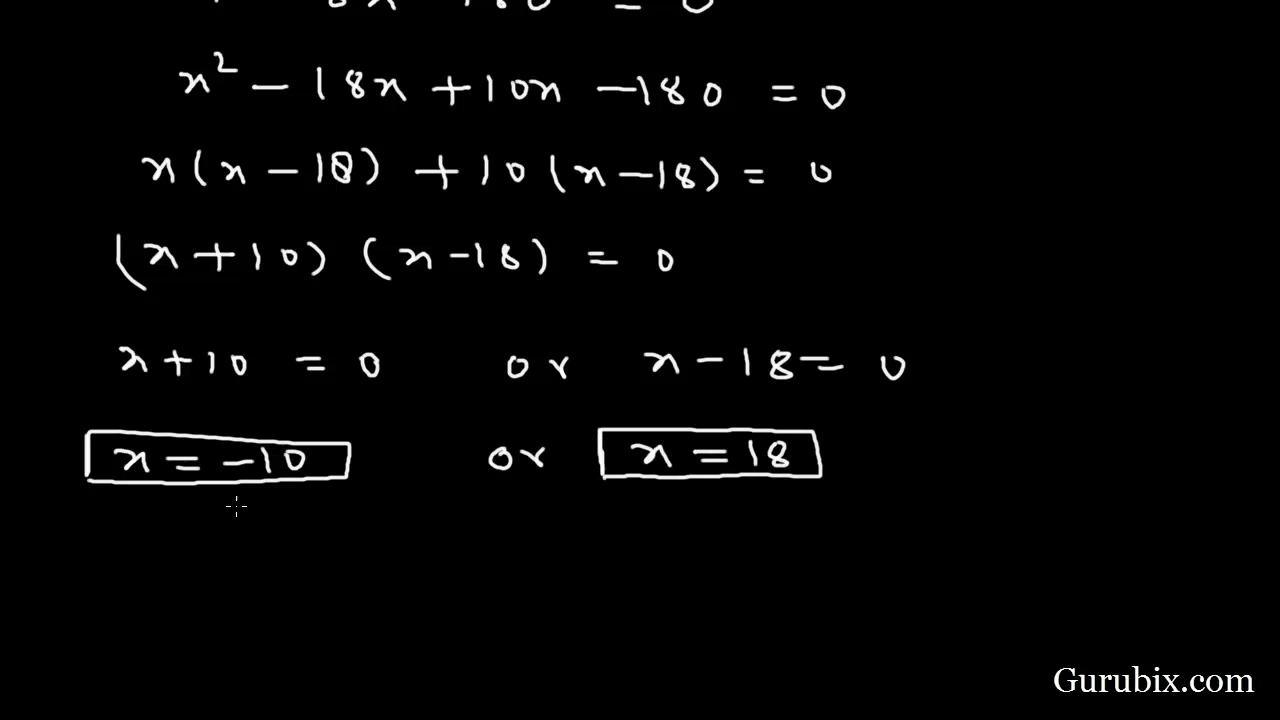 x² - 18x + 10x - 180 = 0
x(x - 18) + 10(x - 18) = 0
(x + 10) (x - 18) = 0
x + 10 = 0 or x - 18 = 0
x = -10 or x = 18
Gurubix.com